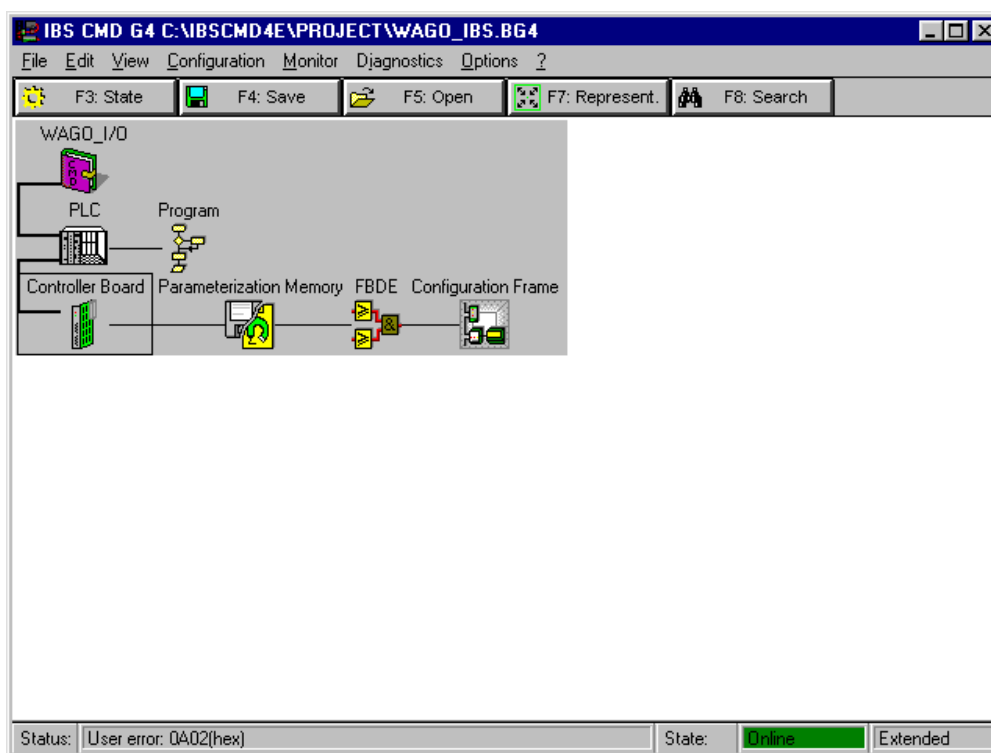 IBS CMD G4 C:\IBSCMD4E\PROJECT\WAGO_IBS.BG4
File Edit View Configuration Monitor Djagnostics Options ?
F3: State F4: Save F5: Open F7: Represent. F8: Search
WAGO_I/O
CMD
PLC Program
Controller Board Parameterization Memory FBDE Configuration Frame
≥
& 
≥
Status: User error: 0A02(hex) State: Online Extended